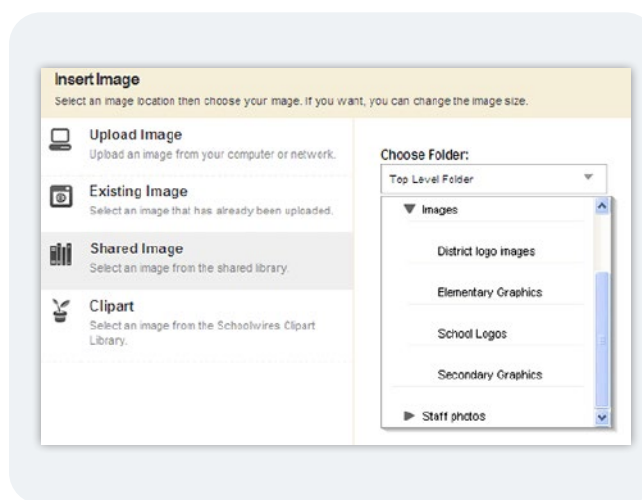 Insert Image
Select an image location then choose your mage. If you want, you can change the image size.
Upload Image
Upload an image from your computer or network.
Existing Image
Select an image that has already been uploaded.
Shared Image
Select an image from the shared library.
Clipart
Select an image from the Schoolwires Clipart
Library.
Choose Folder:
Top Level Folder
Images
District logo images
Elementary Graphics
School Logos
Secondary Graphics
Staff photos